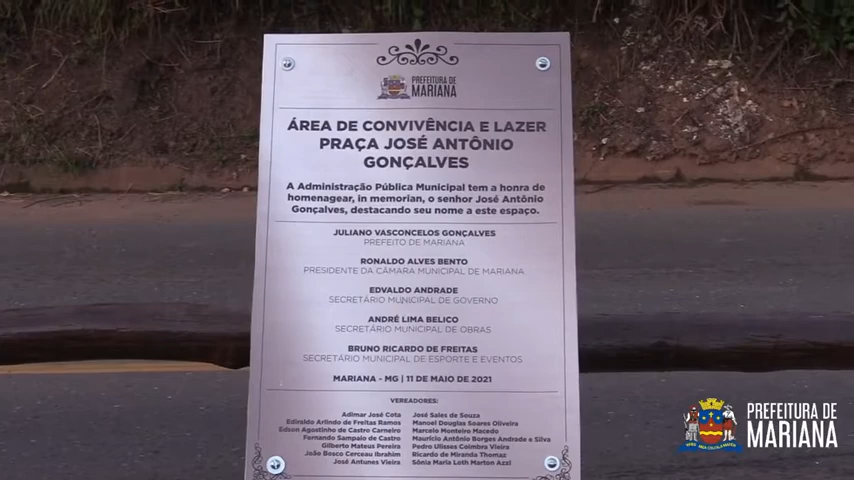 PREFEITURA DE
MARIANA
ÁREA DE CONVIVÊNCIA E LAZER
PRAÇA JOSÉ ANTÔNIO
GONÇALVES
A Administração Pública Municipal tem a honra de
homenagear, in memorian, o senhor José Antônio
Gonçalves, destacando seu nome a este espaço.
JULIANO VASCONCELOS GONÇALVES
PREFEITO DE MARIANA
RONALDO ALVES BENTO
PRESIDENTE DA CÂMARA MUNICIPAL DE MARIANA
EDVALDO ANDRADE
SECRETÁRIO MUNICIPAL DE GOVERNO
ANDRÉ LIMA BELICO
SECRETÁRIO MUNICIPAL DE OBRAS
BRUNO RICARDO DE FREITAS
SECRETÁRIO MUNICIPAL DE ESPORTE E EVENTOS
MARIANA - MG | 11 DE MAIO DE 2021
VEREADORES:
Adimar José Cota
Ediraldo Arlindo de Freitas Ramos
Edson Agostinho de Castro Carneiro
Fernando Sampaio de Castro
Gilberto Mateus Pereira
João Bosco Cerceau Ibrahim
José Antunes Vieira
José Sales de Souza
Manoel Douglas Soares Oliveira
Marcelo Monteiro Macedo
Maurício Antônio Borges Andrade e Silva
Pedro Ulisses Coimbra Vieira
Ricardo de Miranda Thomaz
Sônia Maria Loth Marton Azzi
PREFEITURA DE
MARIANA